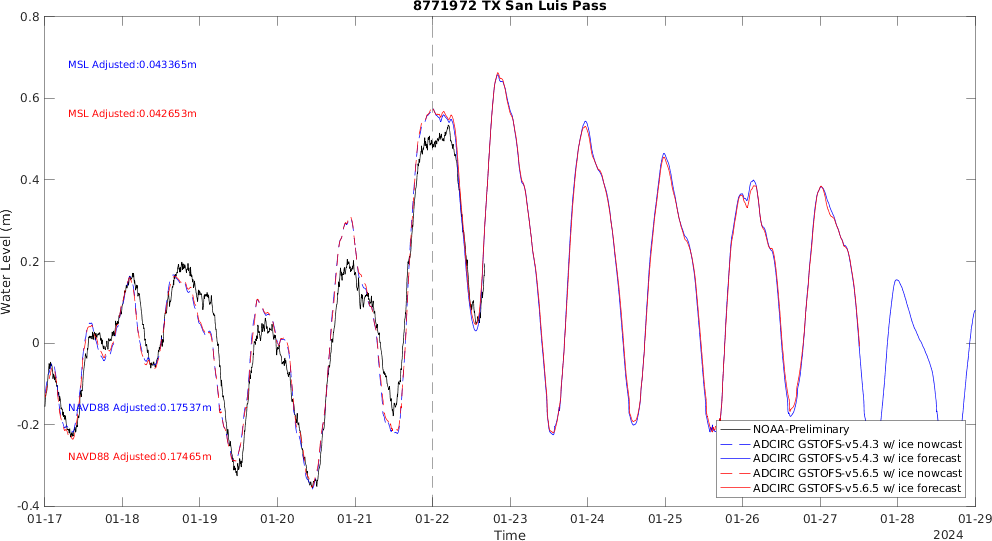 8771972 TX San Luis Pass
0.8
0.6
0.4
0.2
0
-0.2
-0.4
Water Level (m)
MSL Adjusted:0.043365m
MSL Adjusted:0.042653m
NAVD88 Adjusted:0.17537m
NAVD88 Adjusted:0.17465m
NOAA-Preliminary
ADCIRC GSTOFS-v5.4.3 w/ ice nowcast
ADCIRC GSTOFS-v5.4.3 w/ ice forecast
ADCIRC GSTOFS-v5.6.5 w/ ice nowcast
ADCIRC GSTOFS-v5.6.5 w/ ice forecast
01-17 01-18 01-19 01-20 01-21 01-22 01-23 01-24 01-25 01-26 01-27 01-28 01-29
Time
2024